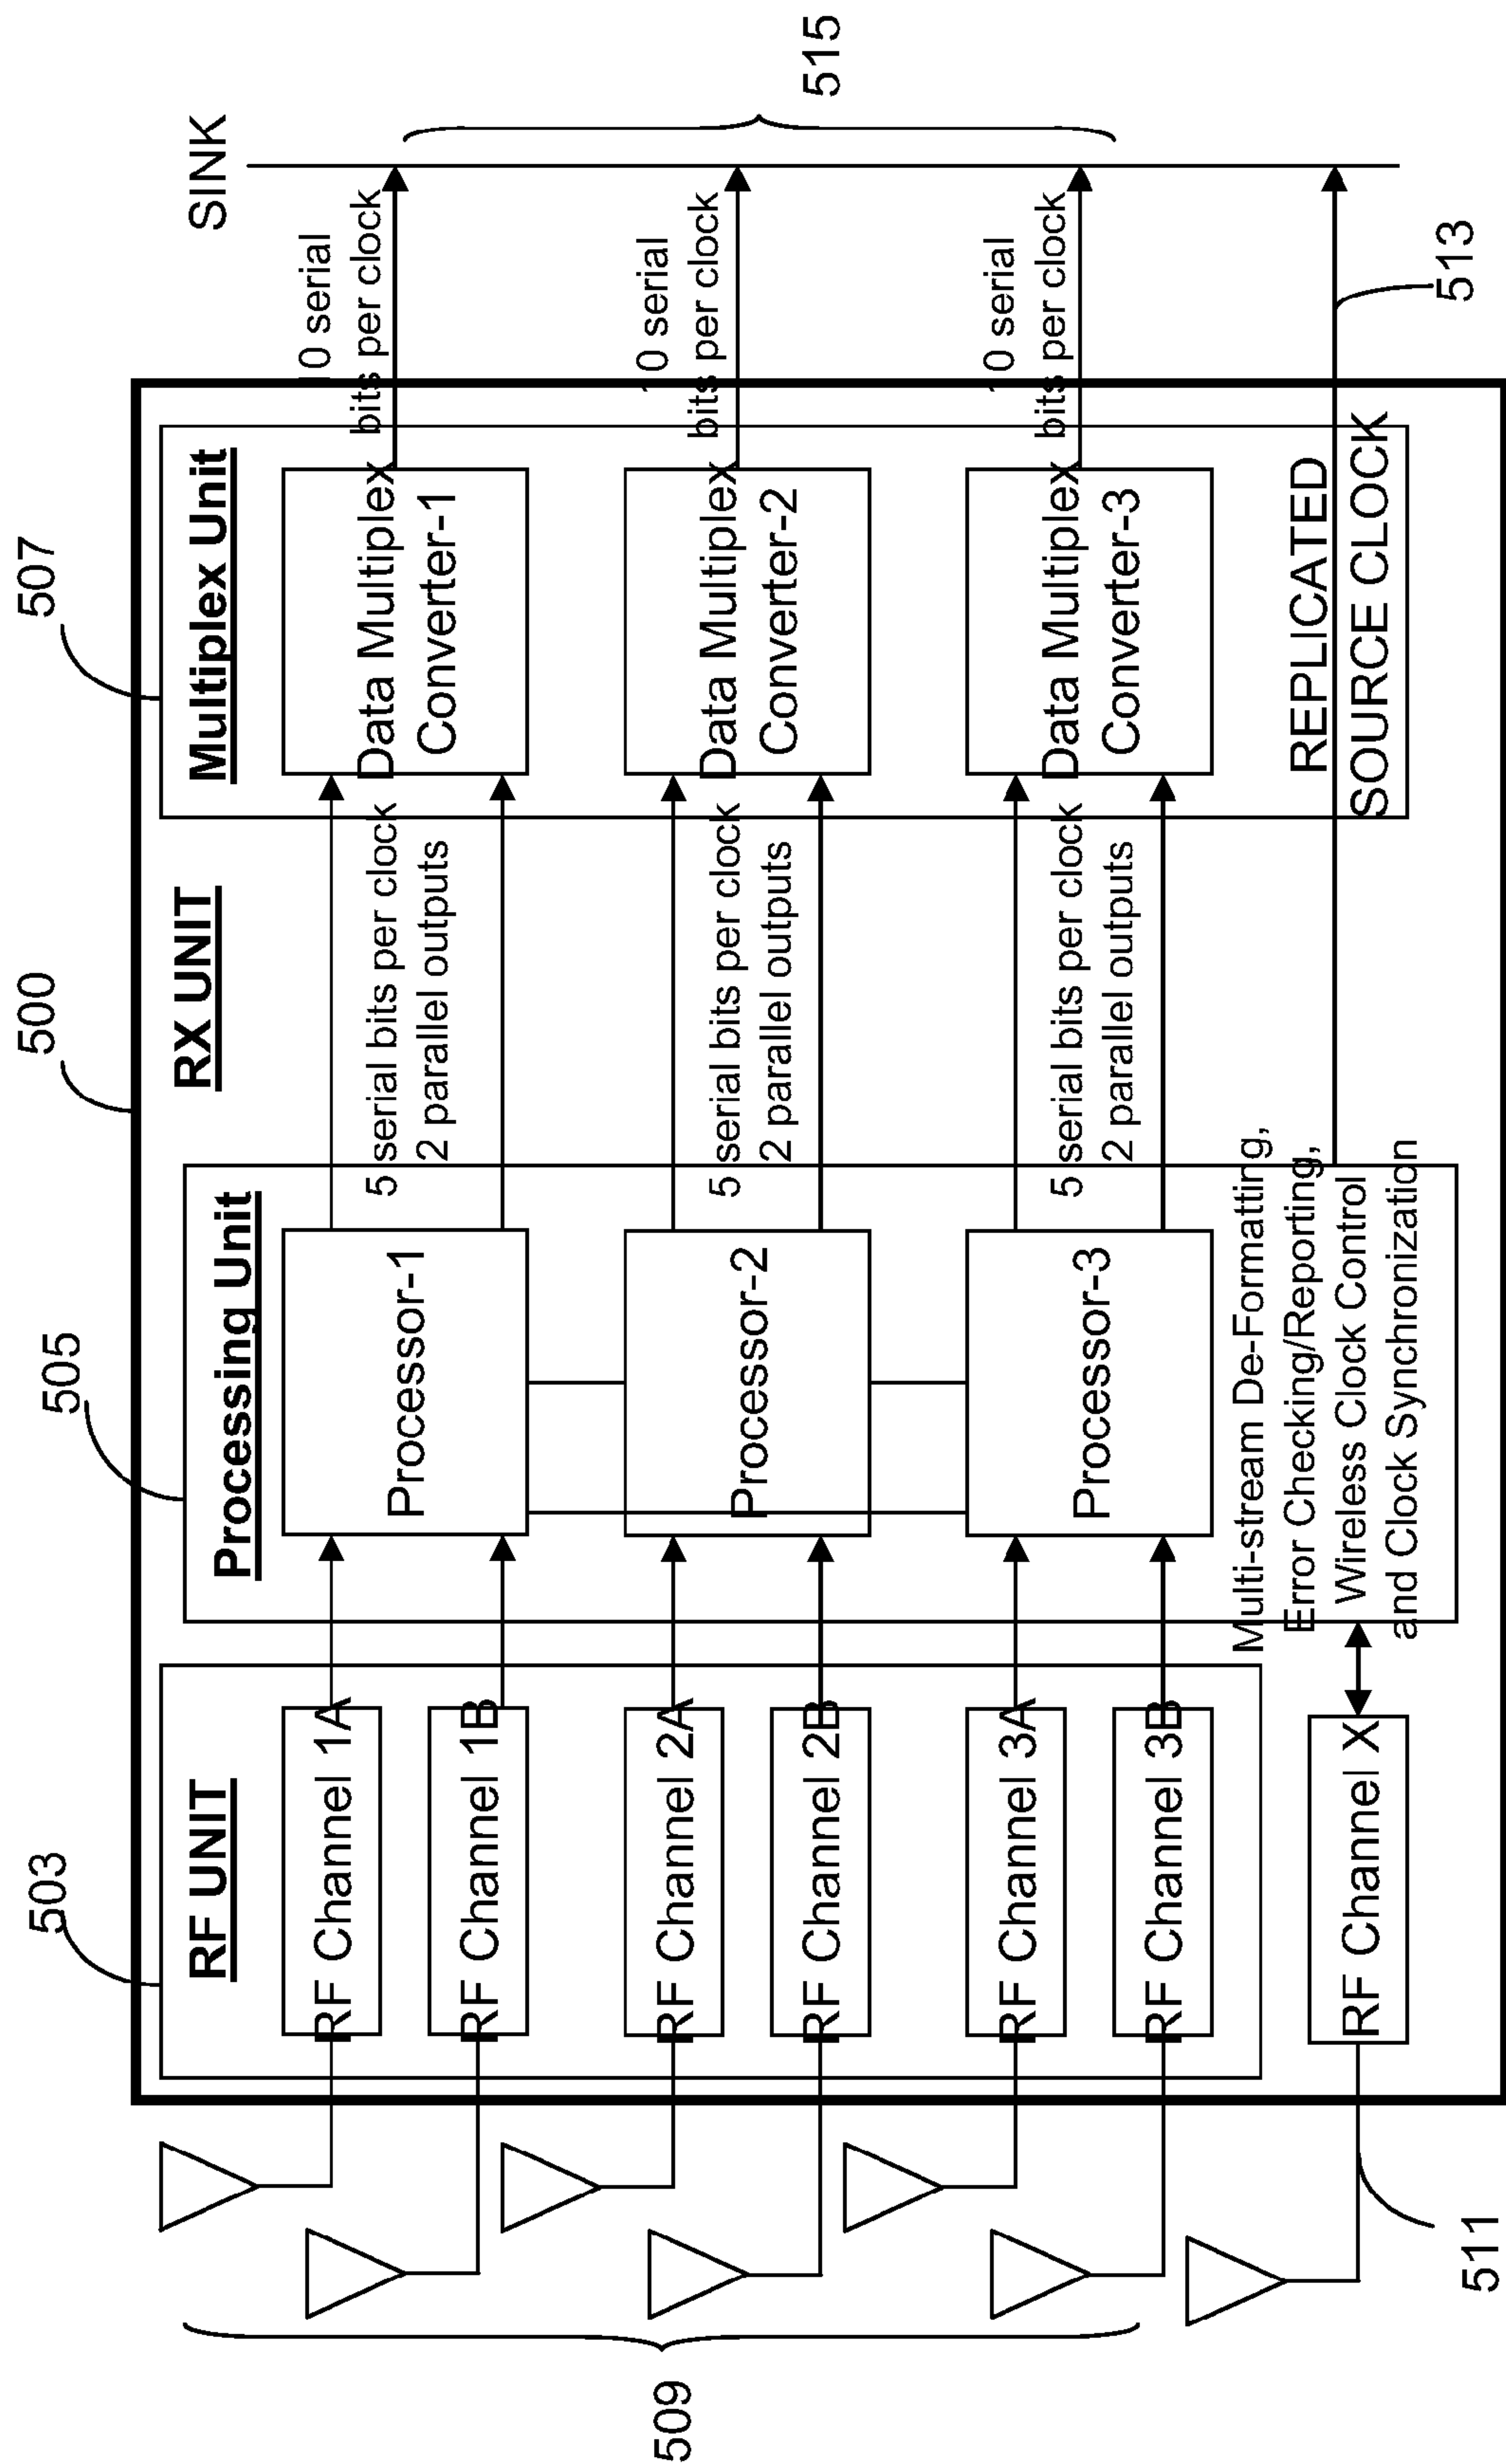 500
507
505
503
RX UNIT
RF UNIT
Processing Unit
Multiplex Unit
SINK
RF Channel 1A
RF Channel 1B
RF Channel 2A
RF Channel 2B
RF Channel 3A
RF Channel 3B
RF Channel X
Processor-1
Processor-2
Processor-3
Multi-stream De-Formatting,
Error Checking/Reporting,
Wireless Clock Control
and Clock Synchronization
5 serial bits per clock
2 parallel outputs
5 serial bits per clock
2 parallel outputs
5 serial bits per clock
2 parallel outputs
Data Multiplex
Converter-1
Data Multiplex
Converter-2
Data Multiplex
Converter-3
REPLICATED
SOURCE CLOCK
10 serial
bits per clock
10 serial
bits per clock
10 serial
bits per clock
509
511
513
515